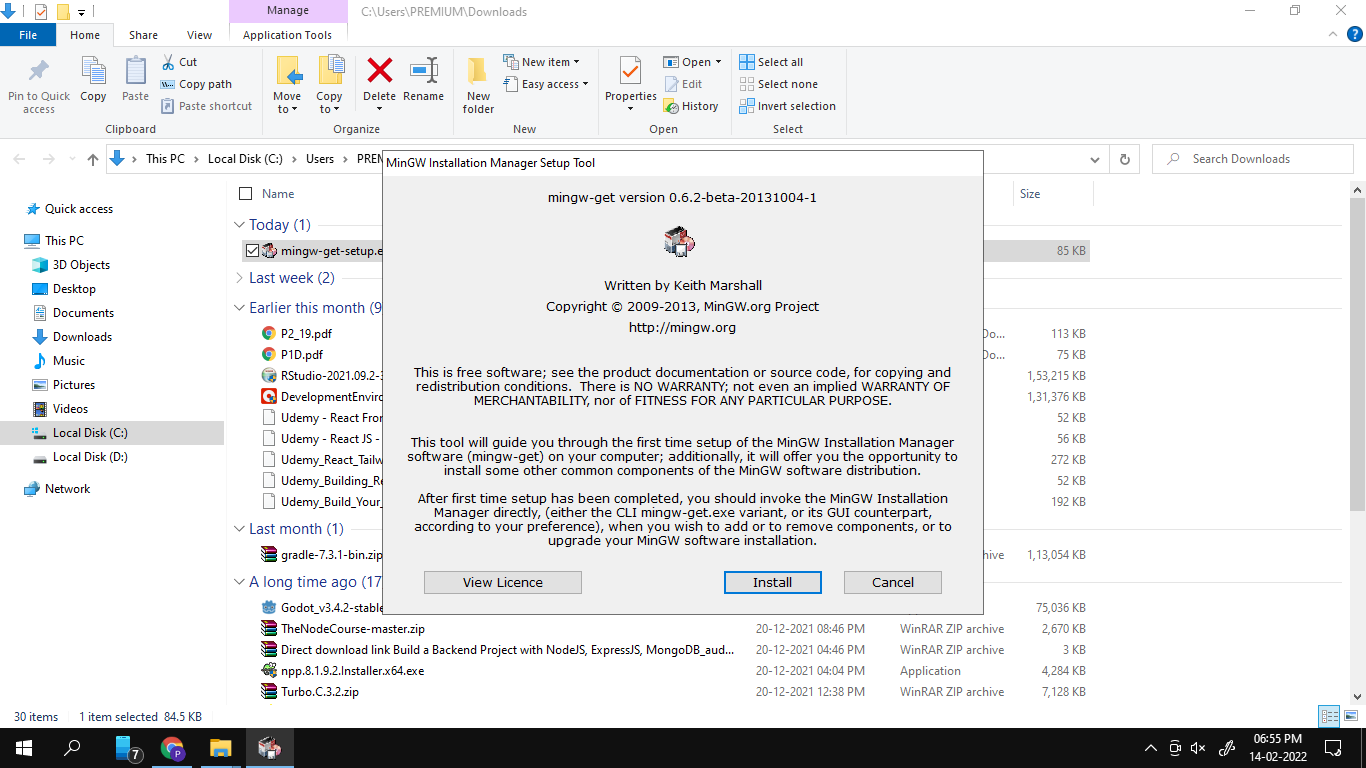 Manage
C:\Users\PREMIUM\Downloads
File
Home
Share
View
Application Tools
Pin to Quick access
Copy
Paste
Cut
Copy path
Paste shortcut
Move to
Copy to
Delete
Rename
New folder
New item
Easy access
Properties
Open
Edit
History
Select all
Select none
Invert selection
Clipboard
Organize
New
Open
Select
This PC > Local Disk (C:) > Users >
Search Downloads
Quick access
This PC
3D Objects
Desktop
Documents
Downloads
Music
Pictures
Videos
Local Disk (C:)
Local Disk (D:)
Network
Name
Size
Today (1)
mingw-get-setup.e
85 KB
Last week (2)
Earlier this month (9
P2_19.pdf
Do...
113 KB
P1D.pdf
Do...
75 KB
RStudio-2021.09.2-3
1,53,215 KB
DevelopmentEnviro
1,31,376 KB
Udemy - React Fron
52 KB
Udemy - React JS -
56 KB
Udemy_React_Tailw
272 KB
Udemy_Building_Re
52 KB
Udemy_Build_Your_
192 KB
Last month (1)
gradle-7.3.1-bin.zip
hive
1,13,054 KB
A long time ago (17
Godot_v3.4.2-stable
75,036 KB
TheNodeCourse-master.zip
20-12-2021 08:46 PM
WinRAR ZIP archive
2,670 KB
Direct download link Build a Backend Project with NodeJS, ExpressJS, MongoDB_aud...
20-12-2021 04:46 PM
WinRAR ZIP archive
3 KB
npp.8.1.9.2.Installer.x64.exe
20-12-2021 04:04 PM
Application
4,284 KB
Turbo.C.3.2.zip
20-12-2021 12:38 PM
WinRAR ZIP archive
7,128 KB
MinGW Installation Manager Setup Tool
mingw-get version 0.6.2-beta-20131004-1
Written by Keith Marshall
Copyright © 2009-2013, MinGW.org Project
http://mingw.org
This is free software; see the product documentation or source code, for copying and
redistribution conditions. There is NO WARRANTY; not even an implied WARRANTY OF
MERCHANTABILITY, nor of FITNESS FOR ANY PARTICULAR PURPOSE.
This tool will guide you through the first time setup of the MinGW Installation Manager
software (mingw-get) on your computer; additionally, it will offer you the opportunity to
install some other common components of the MinGW software distribution.
After first time setup has been completed, you should invoke the MinGW Installation
Manager directly, (either the CLI mingw-get.exe variant, or its GUI counterpart,
according to your preference), when you wish to add or to remove components, or to
upgrade your MinGW software installation.
View Licence
Install
Cancel
30 items
1 item selected 84.5 KB
7
P
06:55 PM
14-02-2022